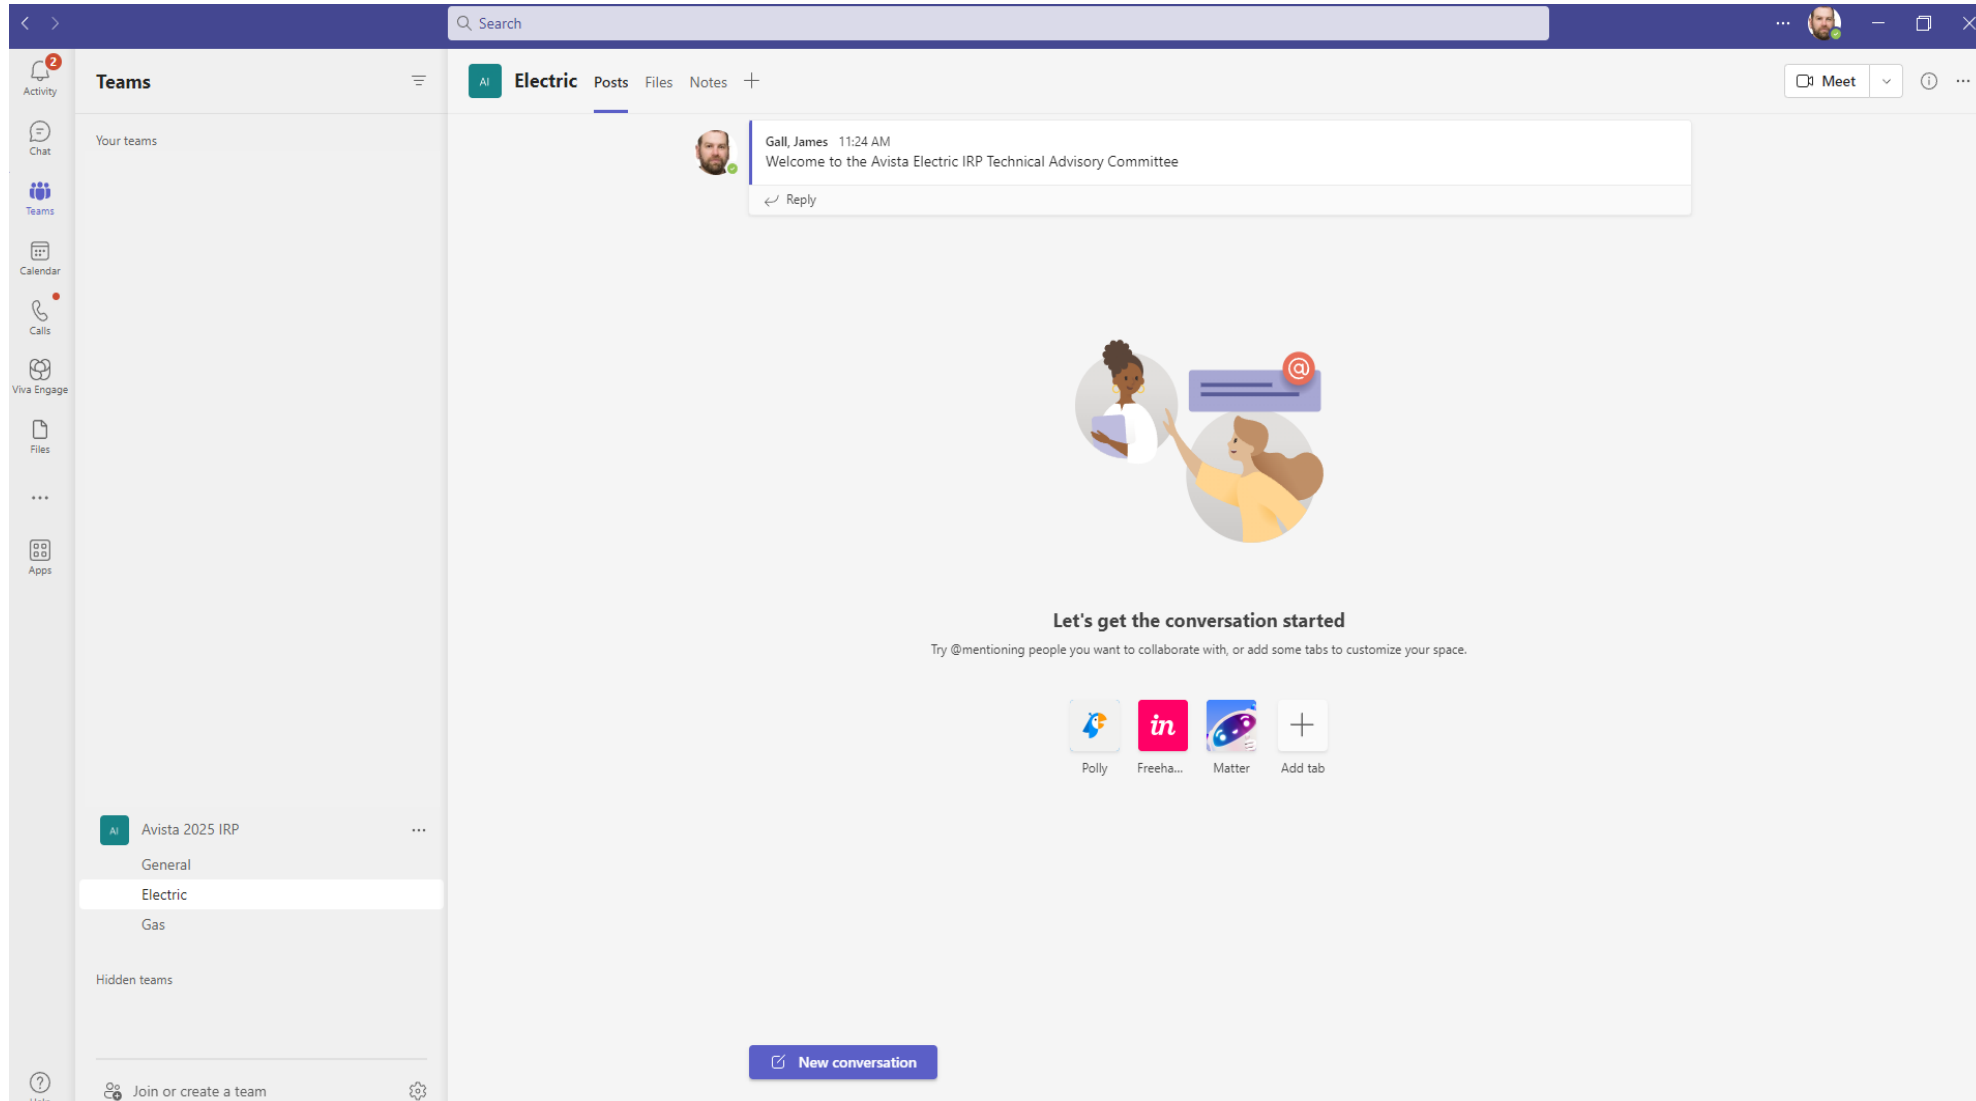 Search
2
Activity
Chat
Teams
Calendar
Calls
Viva Engage
Files
Apps
Teams
Your teams
AI
Avista 2025 IRP
General
Electric
Gas
Hidden teams
Join or create a team
AI
Electric
Posts
Files
Notes
Meet
Gall, James 11:24 AM
Welcome to the Avista Electric IRP Technical Advisory Committee
Reply
@
Let's get the conversation started
Try @mentioning people you want to collaborate with, or add some tabs to customize your space.
in
Polly
Freeha...
Matter
Add tab
New conversation